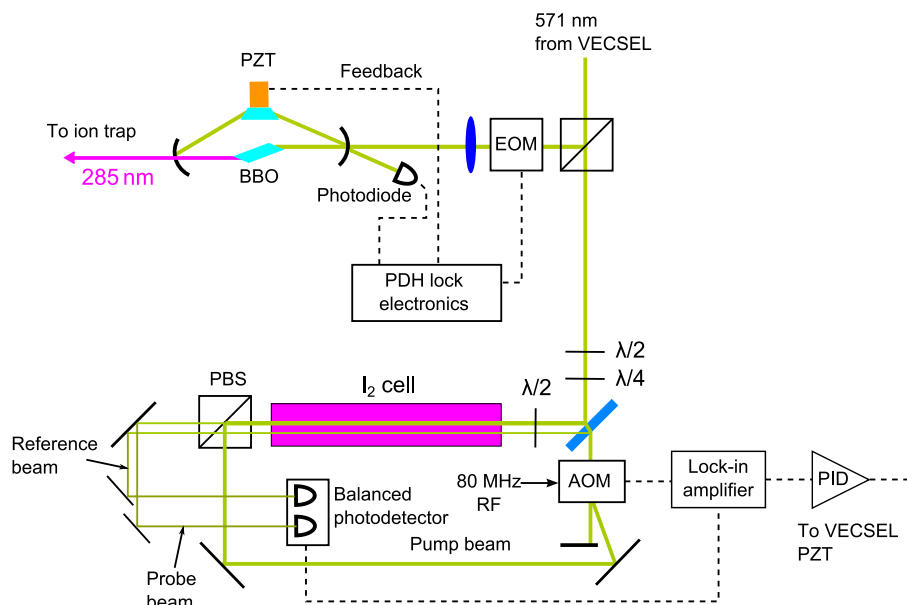 571 nm
from VECSEL
PZT
Feedback
To ion trap
EOM
285 nm
BBO
Photodiode
PDH lock
electronics
λ/2
λ/4
PBS
I₂ cell
λ/2
Reference
beam
80 MHz
RF
AOM
Lock-in
amplifier
PID
Balanced
photodetector
Pump beam
To VECSEL
PZT
Probe
beam